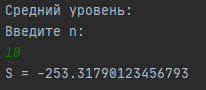 Средний уровень:
Введите n:
10
S = -253.31790123456793